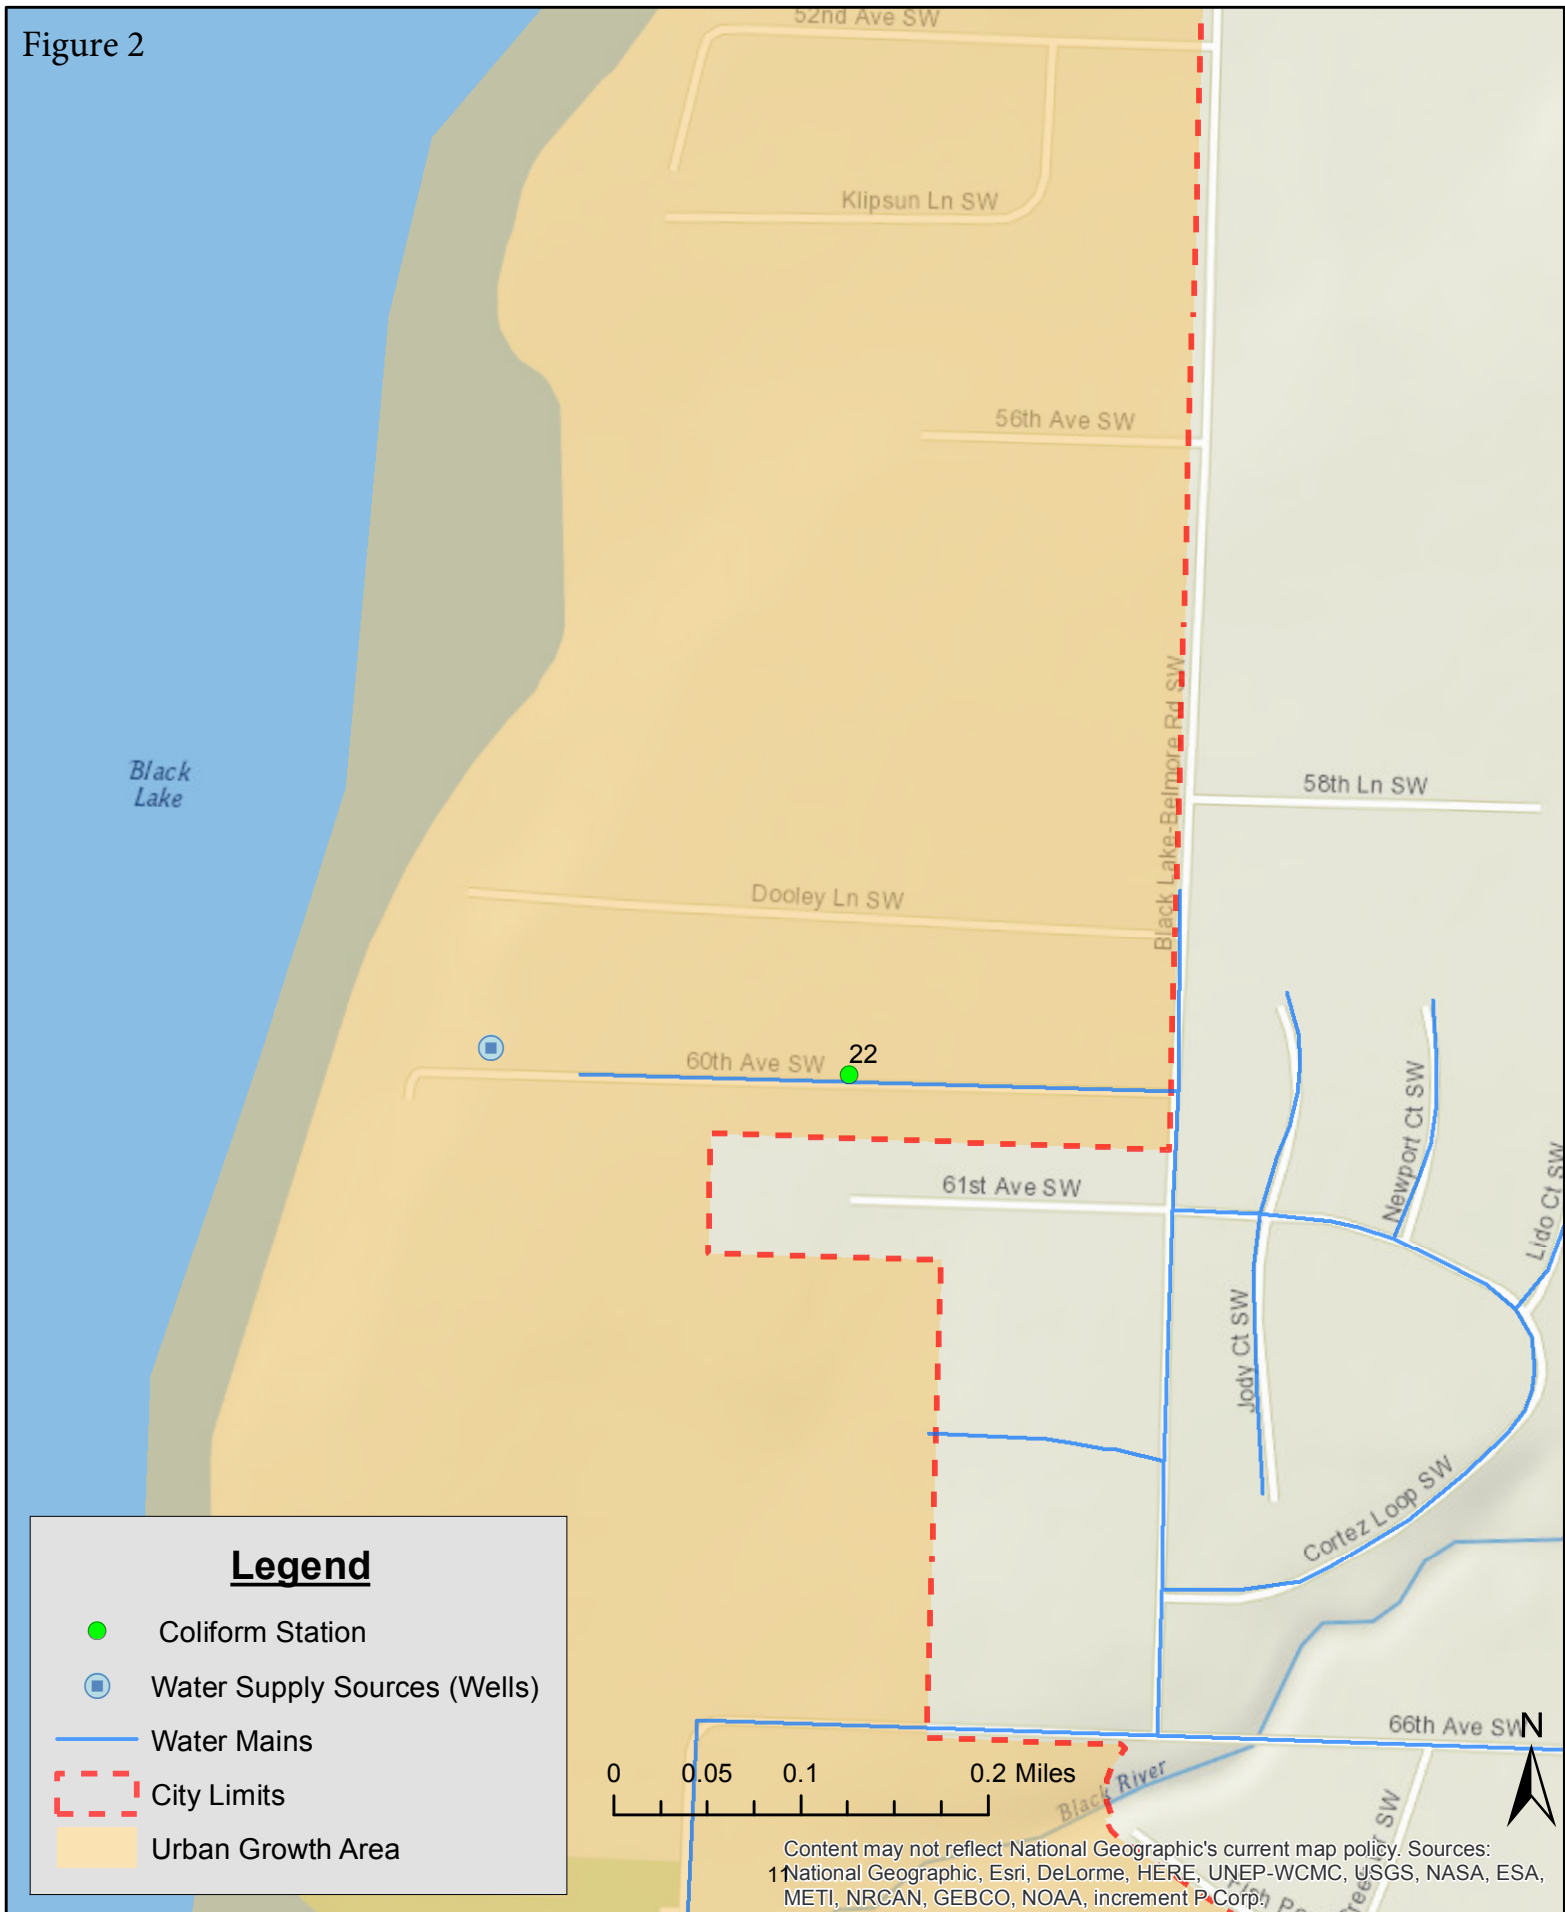 Figure 2
52nd Ave SW
Klipsun Ln SW
56th Ave SW
Black Lake-Belmore Rd SW
Black
Lake
58th Ln SW
Dooley Ln SW
60th Ave SW
22
61st Ave SW
Newport Ct SW
Lido Ct SW
Jody Ct SW
Cortez Loop SW
66th Ave SW
N
Black River
Legend
Coliform Station
Water Supply Sources (Wells)
Water Mains
City Limits
Urban Growth Area
0 0.05 0.1 0.2 Miles
Content may not reflect National Geographic's current map policy. Sources:
National Geographic, Esri, DeLorme, HERE, UNEP-WCMC, USGS, NASA, ESA,
METI, NRCAN, GEBCO, NOAA, increment P Corp.
11